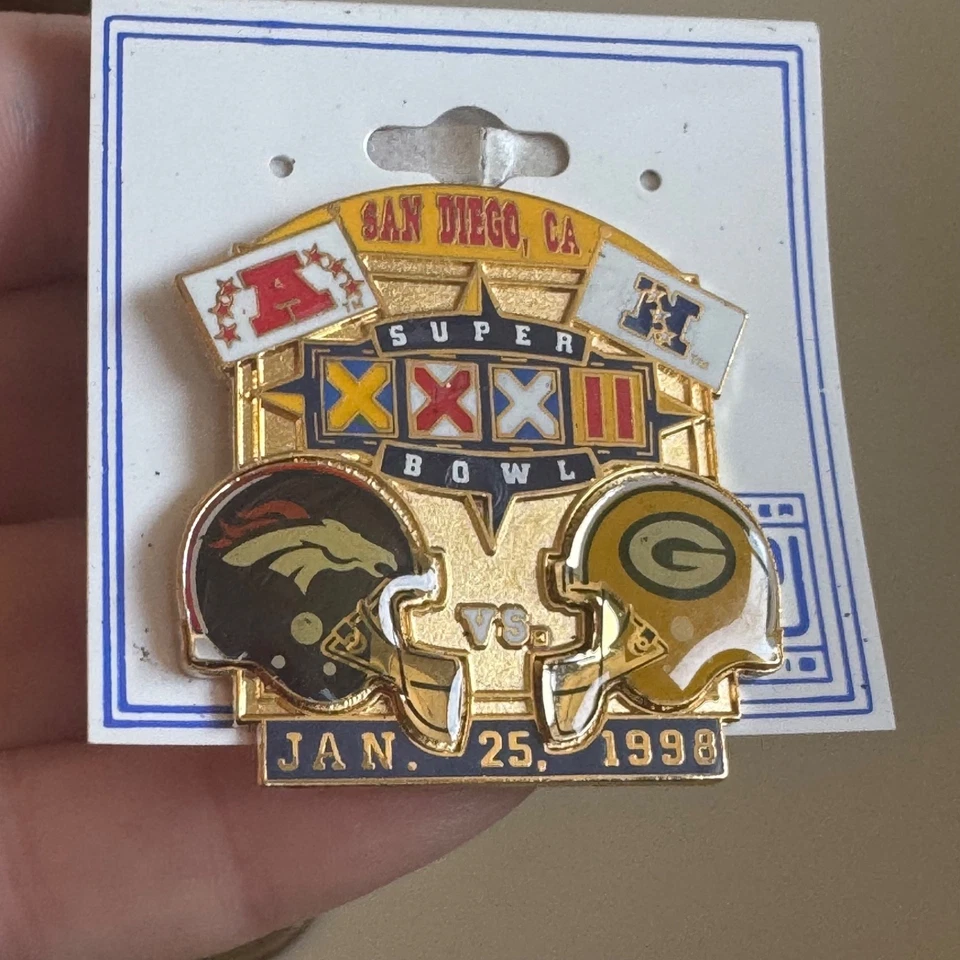 SAN DIEGO, CA
A
N
SUPER
XXXII
BOWL
G
VS.
JAN. 25, 1998